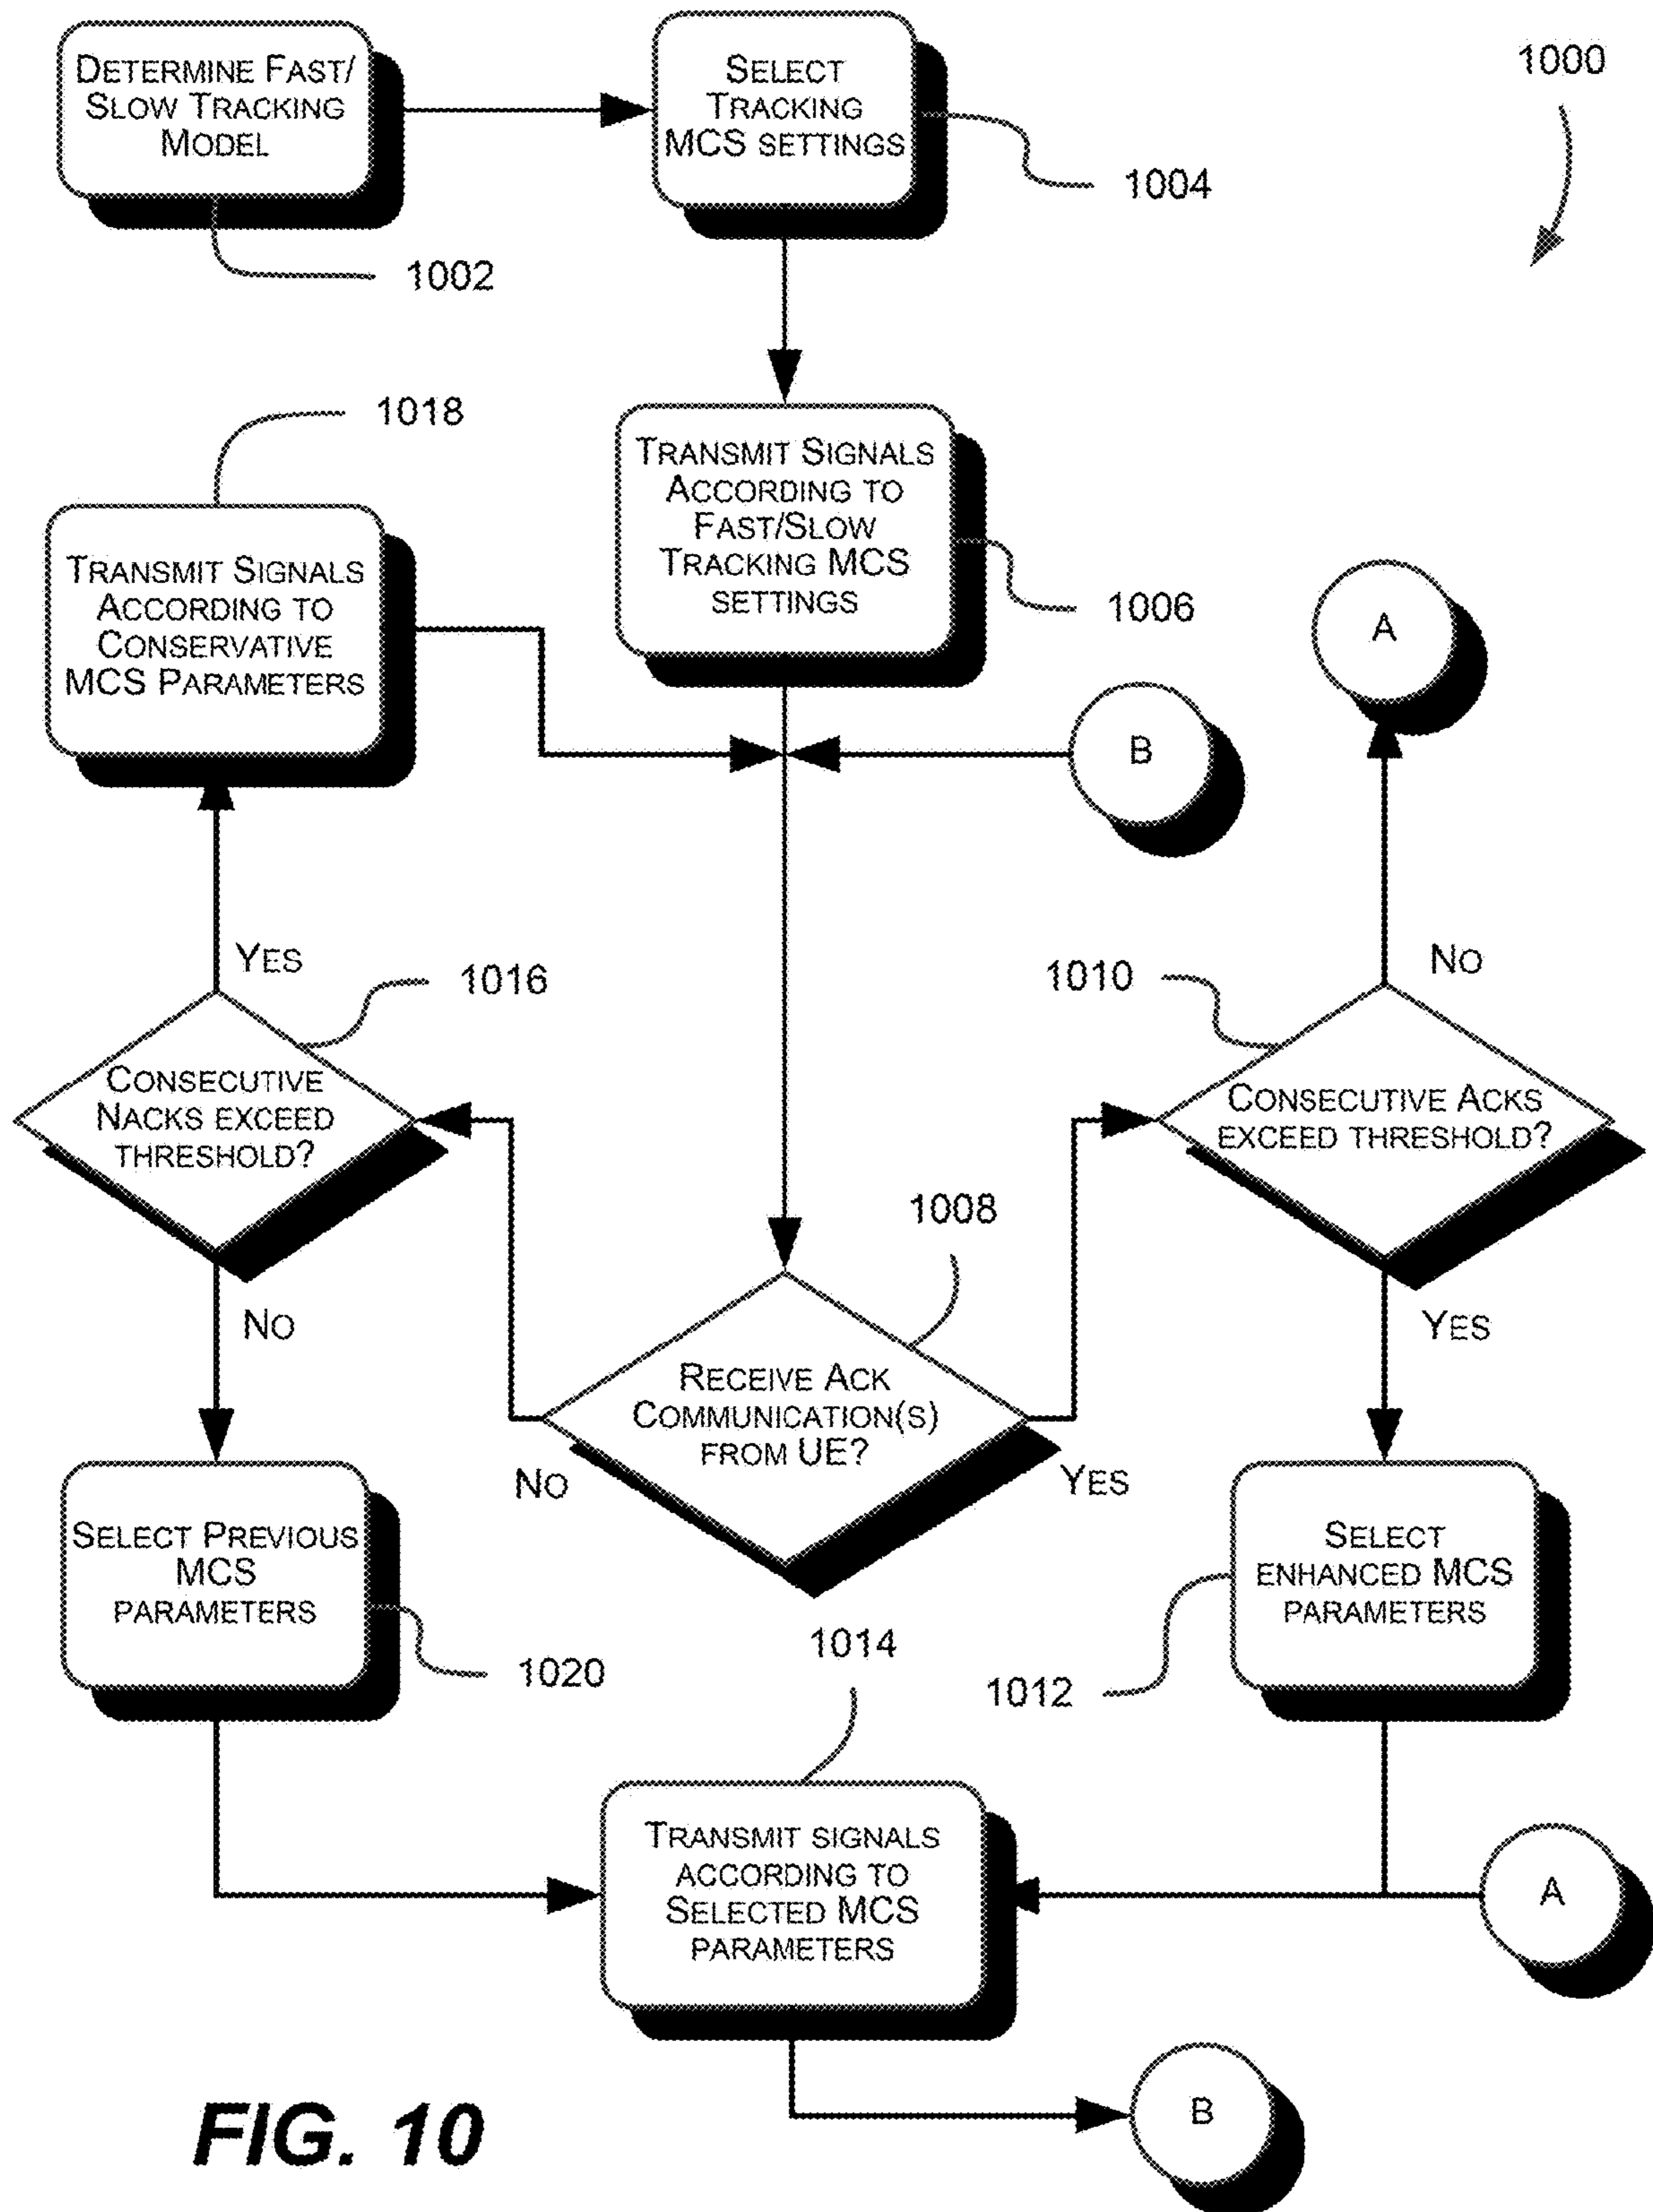 DETERMINE FAST/
SLOW TRACKING
MODEL
SELECT
TRACKING
MCS SETTINGS
1000
1004
1002
1018
TRANSMIT SIGNALS
ACCORDING TO
FAST/SLOW
TRACKING MCS
SETTINGS
TRANSMIT SIGNALS
ACCORDING TO
CONSERVATIVE
MCS PARAMETERS
1006
A
B
YES
1016
1010
NO
CONSECUTIVE
NACKS EXCEED
THRESHOLD?
CONSECUTIVE ACKS
EXCEED THRESHOLD?
1008
NO
YES
RECEIVE ACK
COMMUNICATION(S)
FROM UE?
NO
YES
SELECT PREVIOUS
MCS
PARAMETERS
SELECT
ENHANCED MCS
PARAMETERS
1020
1014
1012
TRANSMIT SIGNALS
ACCORDING TO
SELECTED MCS
PARAMETERS
A
B
FIG. 10